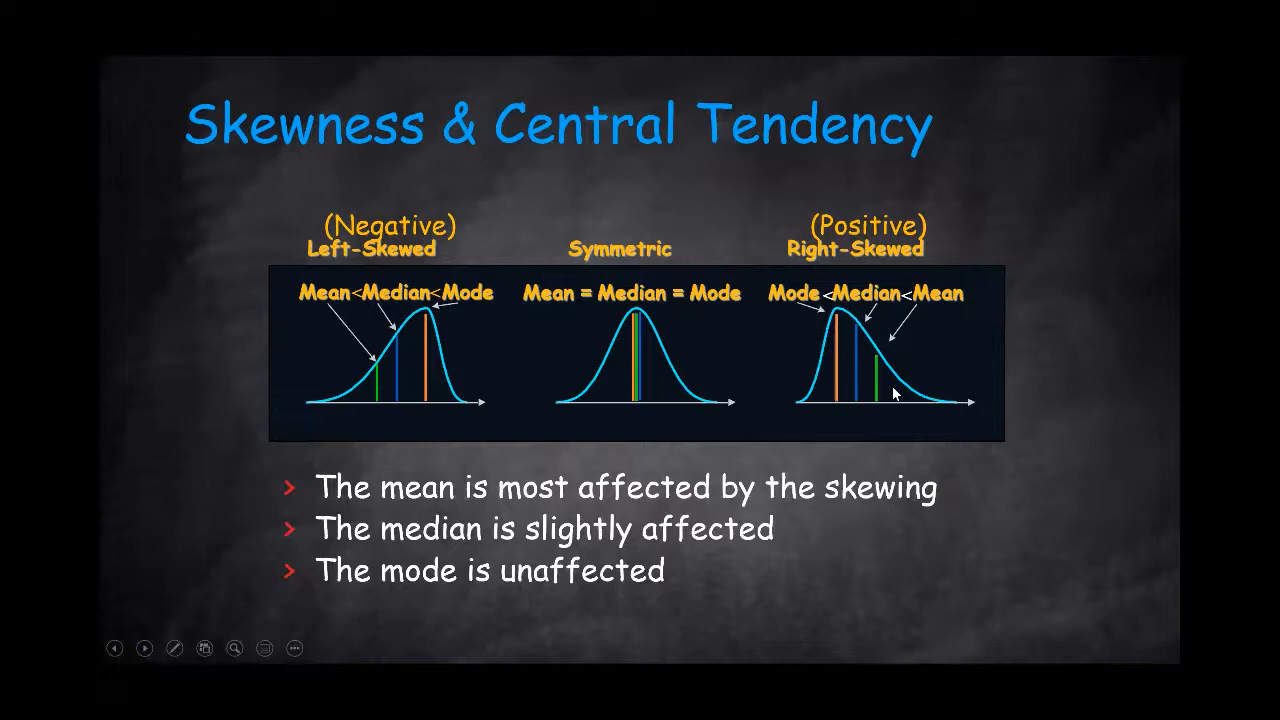 Skewness & Central Tendency
(Negative)
Left-Skewed
Symmetric
(Positive)
Right-Skewed
Mean<Median<Mode
Mean = Median = Mode
Mode <Median<Mean
> The mean is most affected by the skewing
> The median is slightly affected
> The mode is unaffected